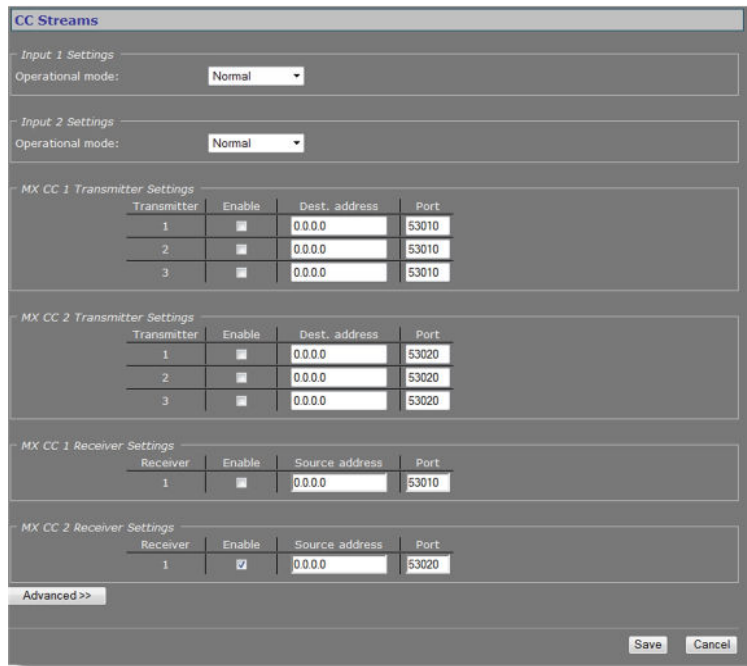 CC Streams
Input 1 Settings
Operational mode: Normal
Input 2 Settings
Operational mode: Normal
MX CC 1 Transmitter Settings
Transmitter Enable Dest. address Port
1 0.0.0.0 53010
2 0.0.0.0 53010
3 0.0.0.0 53010
MX CC 2 Transmitter Settings
Transmitter Enable Dest. address Port
1 0.0.0.0 53020
2 0.0.0.0 53020
3 0.0.0.0 53020
MX CC 1 Receiver Settings
Receiver Enable Source address Port
1 0.0.0.0 53010
MX CC 2 Receiver Settings
Receiver Enable Source address Port
1 0.0.0.0 53020
Advanced >>
Save Cancel